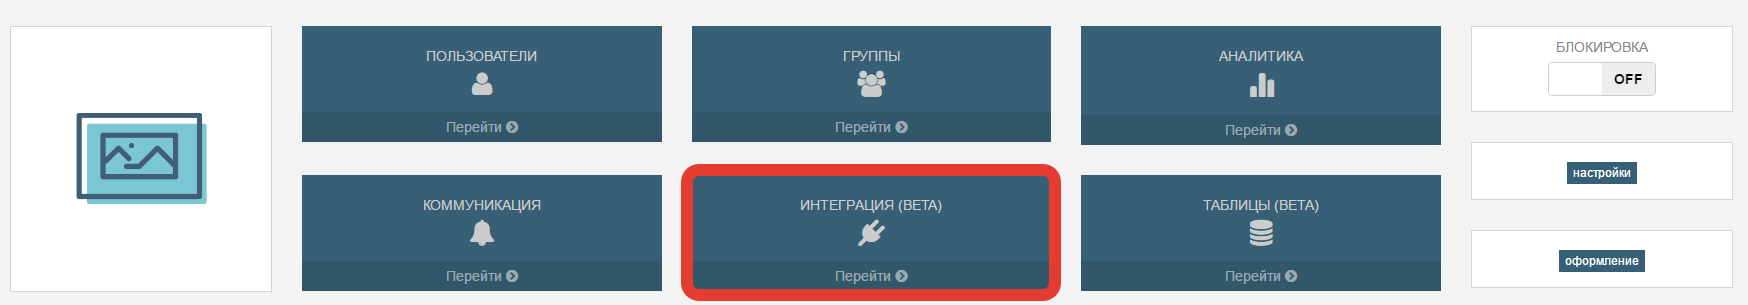 ПОЛЬЗОВАТЕЛИ
Перейти
ГРУППЫ
Перейти
АНАЛИТИКА
Перейти
БЛОКИРОВКА
OFF
настройки
КОММУНИКАЦИЯ
Перейти
ИНТЕГРАЦИЯ (BETA)
Перейти
ТАБЛИЦЫ (BETA)
Перейти
оформление